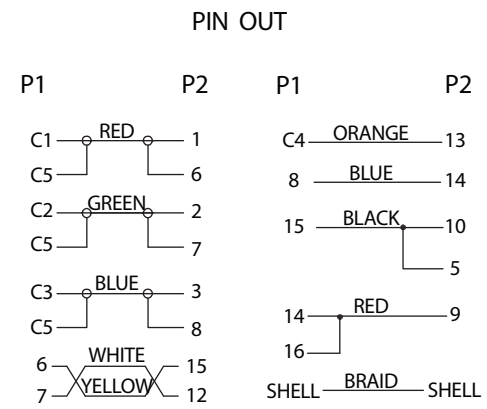 PIN OUT
P1 P2
C1 RED 1
C5 6
C2 GREEN 2
C5 7
C3 BLUE 3
C5 8
6 WHITE 15
7 YELLOW 12
P1 P2
C4 ORANGE 13
8 BLUE 14
15 BLACK 10
5
14 RED 9
16
SHELL BRAID SHELL